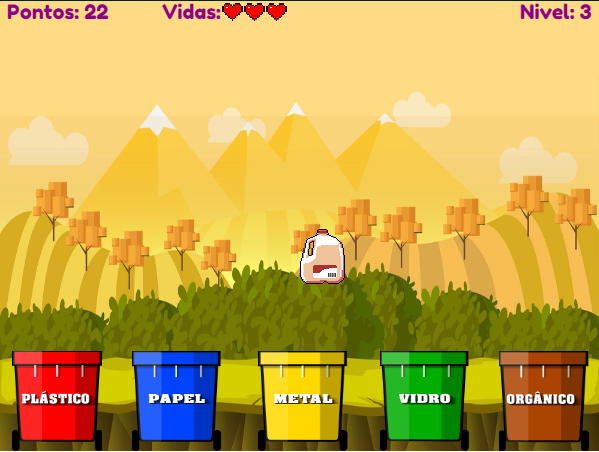 Pontos: 22 Vidas: Nivel: 3
PLÁSTICO PAPEL METAL VIDRO ORGÂNICO